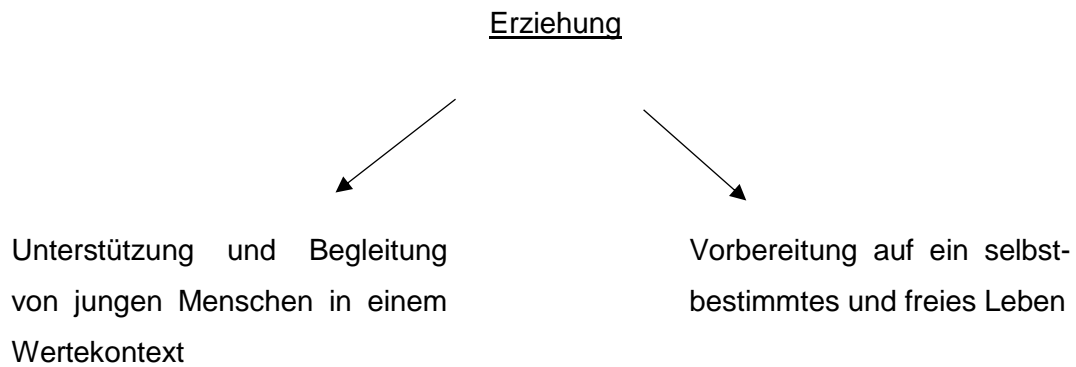 Erziehung
Unterstützung und Begleitung
von jungen Menschen in einem
Wertekontext
Vorbereitung auf ein selbst-
bestimmtes und freies Leben